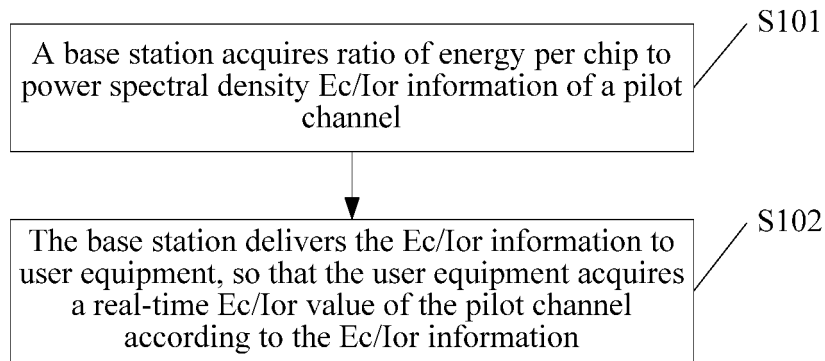 S101
A base station acquires ratio of energy per chip to
power spectral density Ec/Ior information of a pilot
channel
S102
The base station delivers the Ec/Ior information to
user equipment, so that the user equipment acquires
a real-time Ec/Ior value of the pilot channel
according to the Ec/Ior information